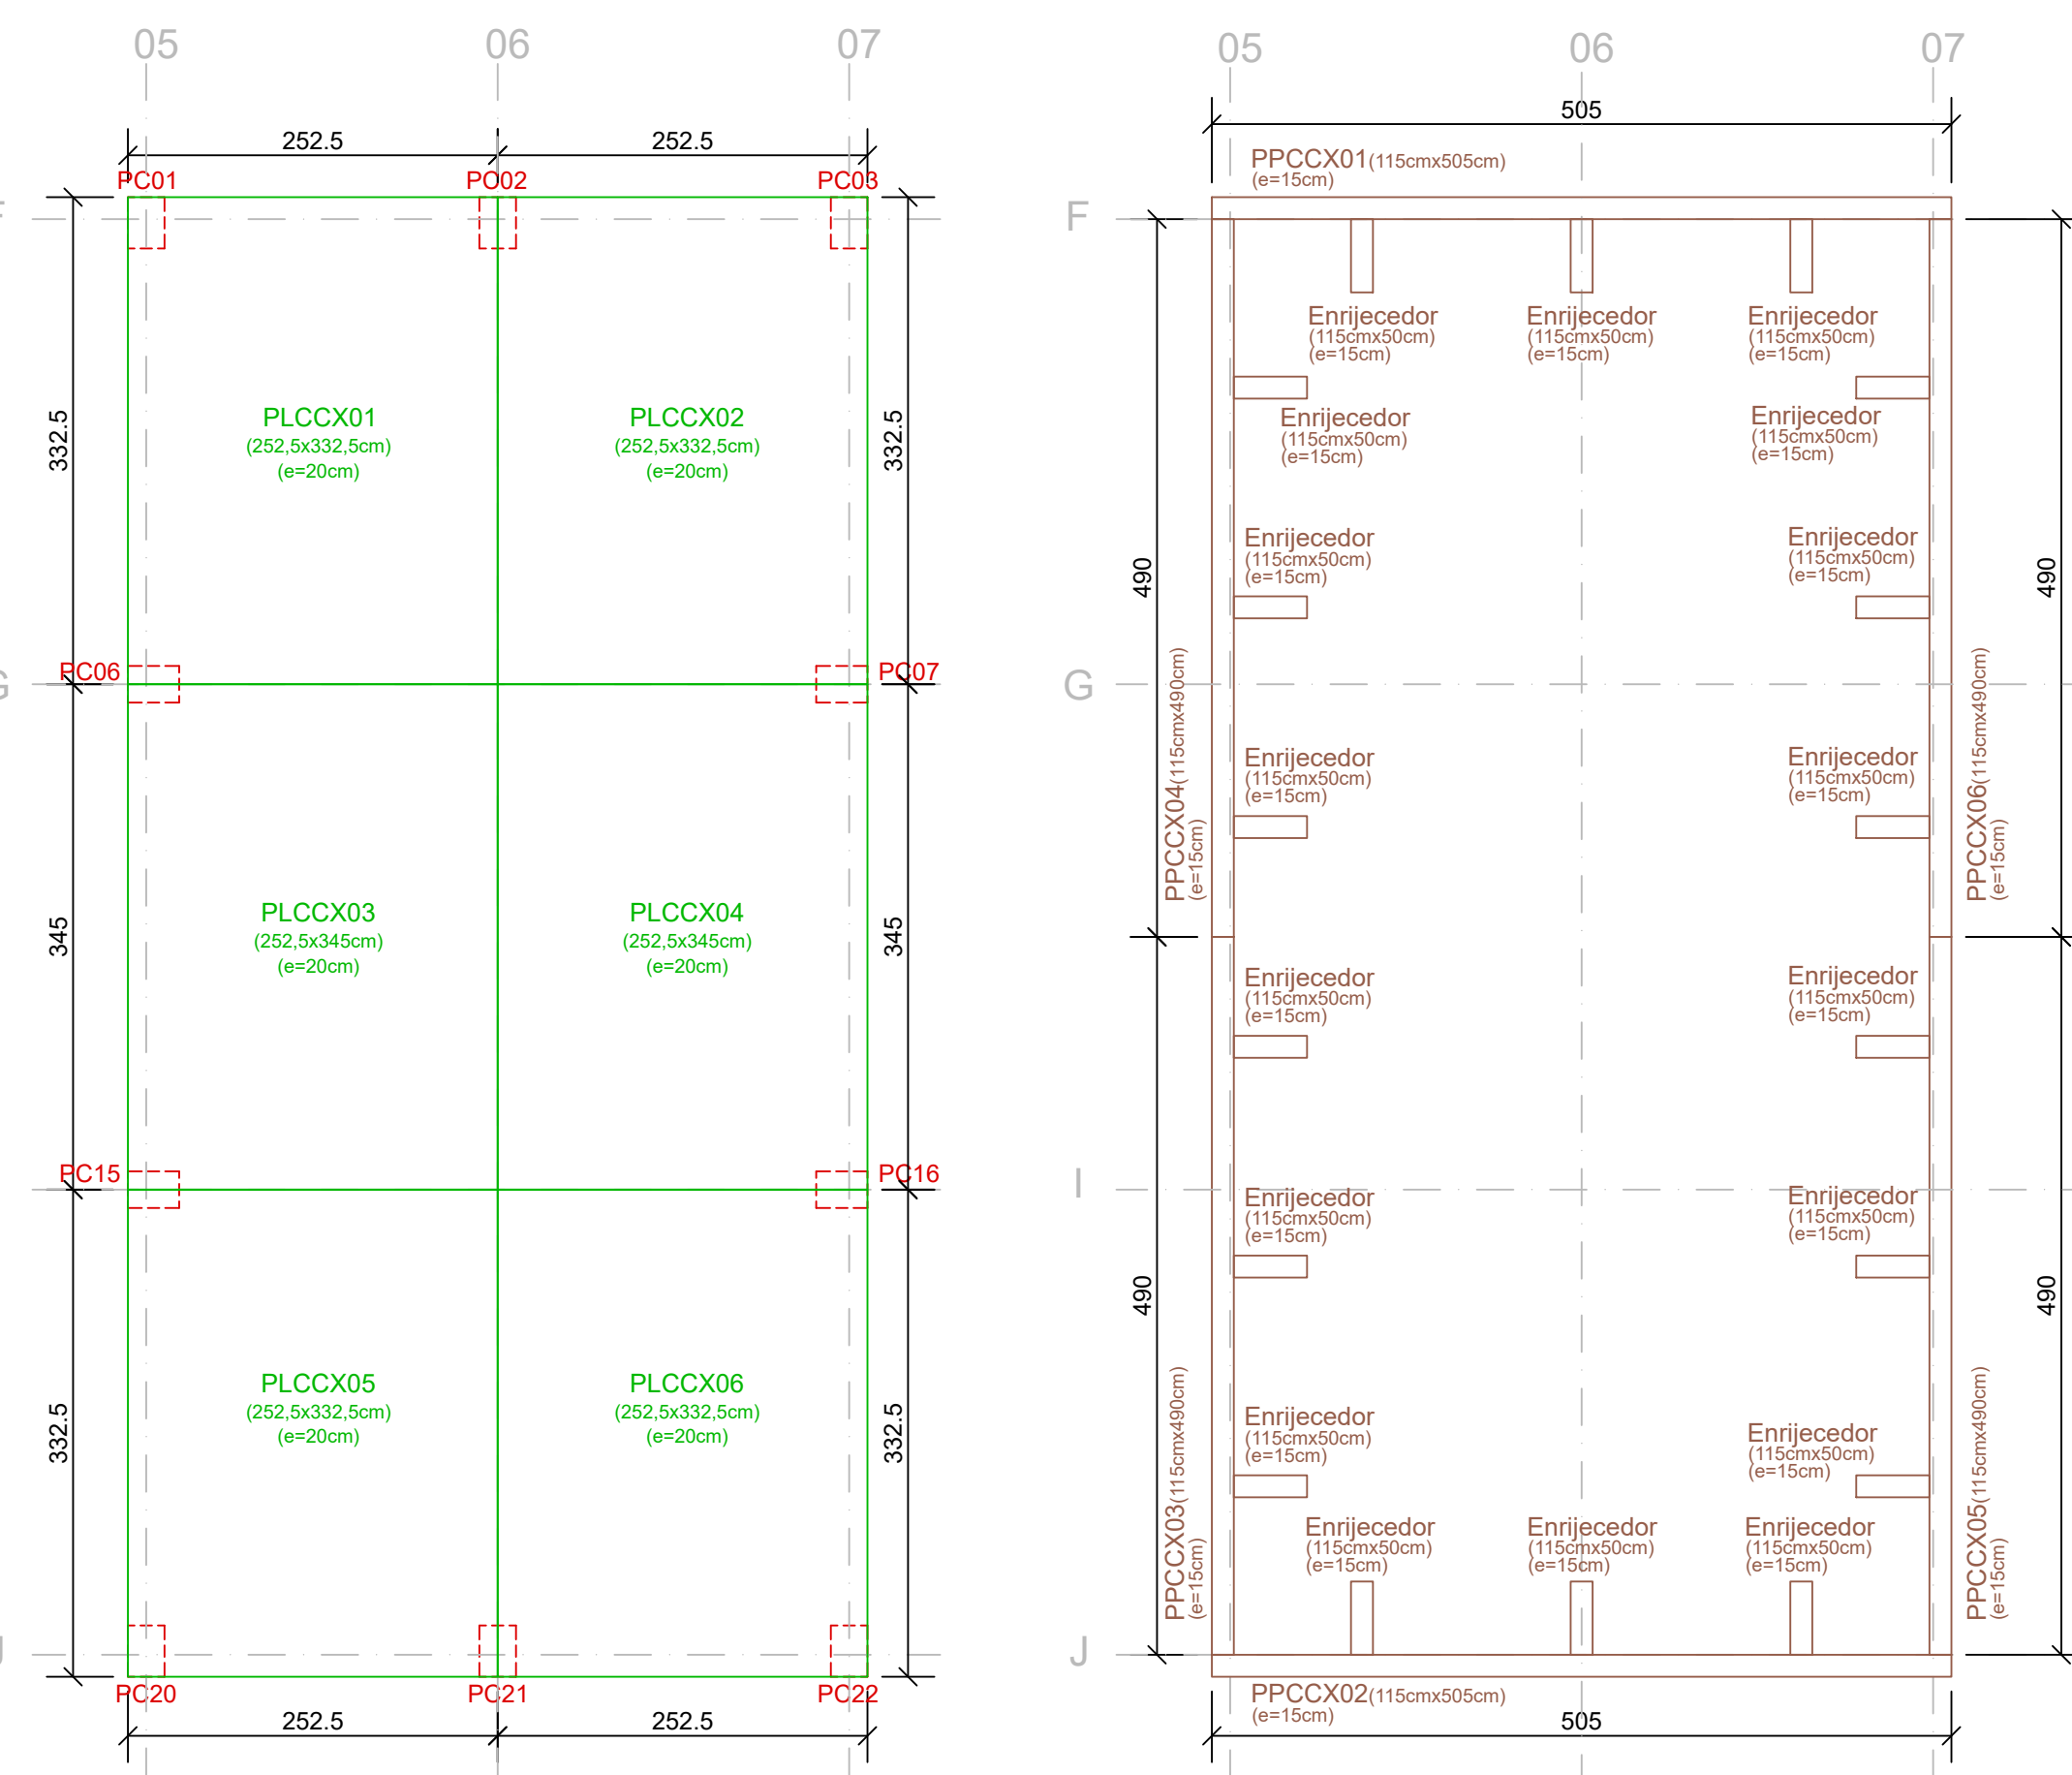 05
06
07
252.5
252.5
PC01
PC02
PC03
F
332.5
332.5
PLCCX01
(252,5x332,5cm)
(e=20cm)
PLCCX02
(252,5x332,5cm)
(e=20cm)
G
PC06
PC07
345
345
PLCCX03
(252,5x345cm)
(e=20cm)
PLCCX04
(252,5x345cm)
(e=20cm)
PC15
PC16
332.5
332.5
PLCCX05
(252,5x332,5cm)
(e=20cm)
PLCCX06
(252,5x332,5cm)
(e=20cm)
J
PC20
PC21
PC22
252.5
252.5
05
06
07
505
PPCCX01(115cmx505cm)
(e=15cm)
F
Enrijecedor
(115cmx50cm)
(e=15cm)
Enrijecedor
(115cmx50cm)
(e=15cm)
Enrijecedor
(115cmx50cm)
(e=15cm)
Enrijecedor
(115cmx50cm)
(e=15cm)
Enrijecedor
(115cmx50cm)
(e=15cm)
490
490
Enrijecedor
(115cmx50cm)
(e=15cm)
Enrijecedor
(115cmx50cm)
(e=15cm)
G
PPCCX04(115cmx490cm)
(e=15cm)
PPCCX06(115cmx490cm)
(e=15cm)
Enrijecedor
(115cmx50cm)
(e=15cm)
Enrijecedor
(115cmx50cm)
(e=15cm)
Enrijecedor
(115cmx50cm)
(e=15cm)
Enrijecedor
(115cmx50cm)
(e=15cm)
I
Enrijecedor
(115cmx50cm)
(e=15cm)
Enrijecedor
(115cmx50cm)
(e=15cm)
490
490
PPCCX03(115cmx490cm)
(e=15cm)
PPCCX05(115cmx490cm)
(e=15cm)
Enrijecedor
(115cmx50cm)
(e=15cm)
Enrijecedor
(115cmx50cm)
(e=15cm)
Enrijecedor
(115cmx50cm)
(e=15cm)
Enrijecedor
(115cmx50cm)
(e=15cm)
Enrijecedor
(115cmx50cm)
(e=15cm)
J
PPCCX02(115cmx505cm)
(e=15cm)
505